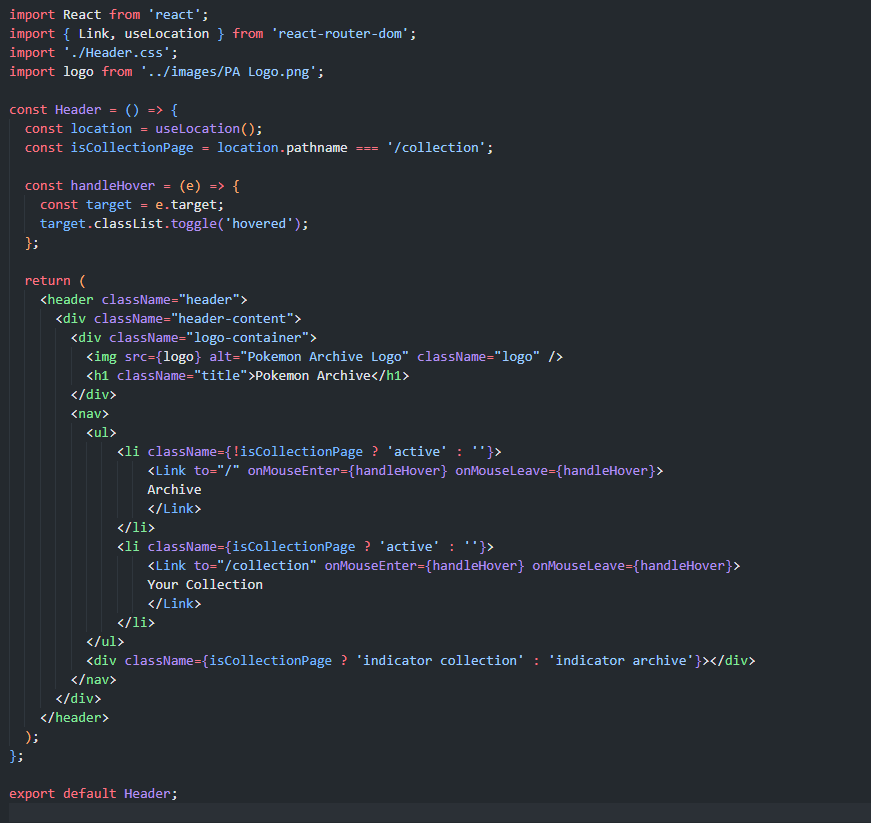 import React from 'react';
import { Link, useLocation } from 'react-router-dom';
import './Header.css';
import logo from '../images/PA Logo.png';

const Header = () => {
  const location = useLocation();
  const isCollectionPage = location.pathname === '/collection';

  const handleHover = (e) => {
    const target = e.target;
    target.classList.toggle('hovered');
  };

  return (
    <header className="header">
      <div className="header-content">
        <div className="logo-container">
          <img src={logo} alt="Pokemon Archive Logo" className="logo" />
          <h1 className="title">Pokemon Archive</h1>
        </div>
        <nav>
          <ul>
              <li className={!isCollectionPage ? 'active' : ''}>
                  <Link to="/" onMouseEnter={handleHover} onMouseLeave={handleHover}>
                  Archive
                  </Link>
              </li>
              <li className={isCollectionPage ? 'active' : ''}>
                  <Link to="/collection" onMouseEnter={handleHover} onMouseLeave={handleHover}>
                  Your Collection
                  </Link>
              </li>
          </ul>
          <div className={isCollectionPage ? 'indicator collection' : 'indicator archive'}></div>
        </nav>
      </div>
    </header>
  );
};

export default Header;